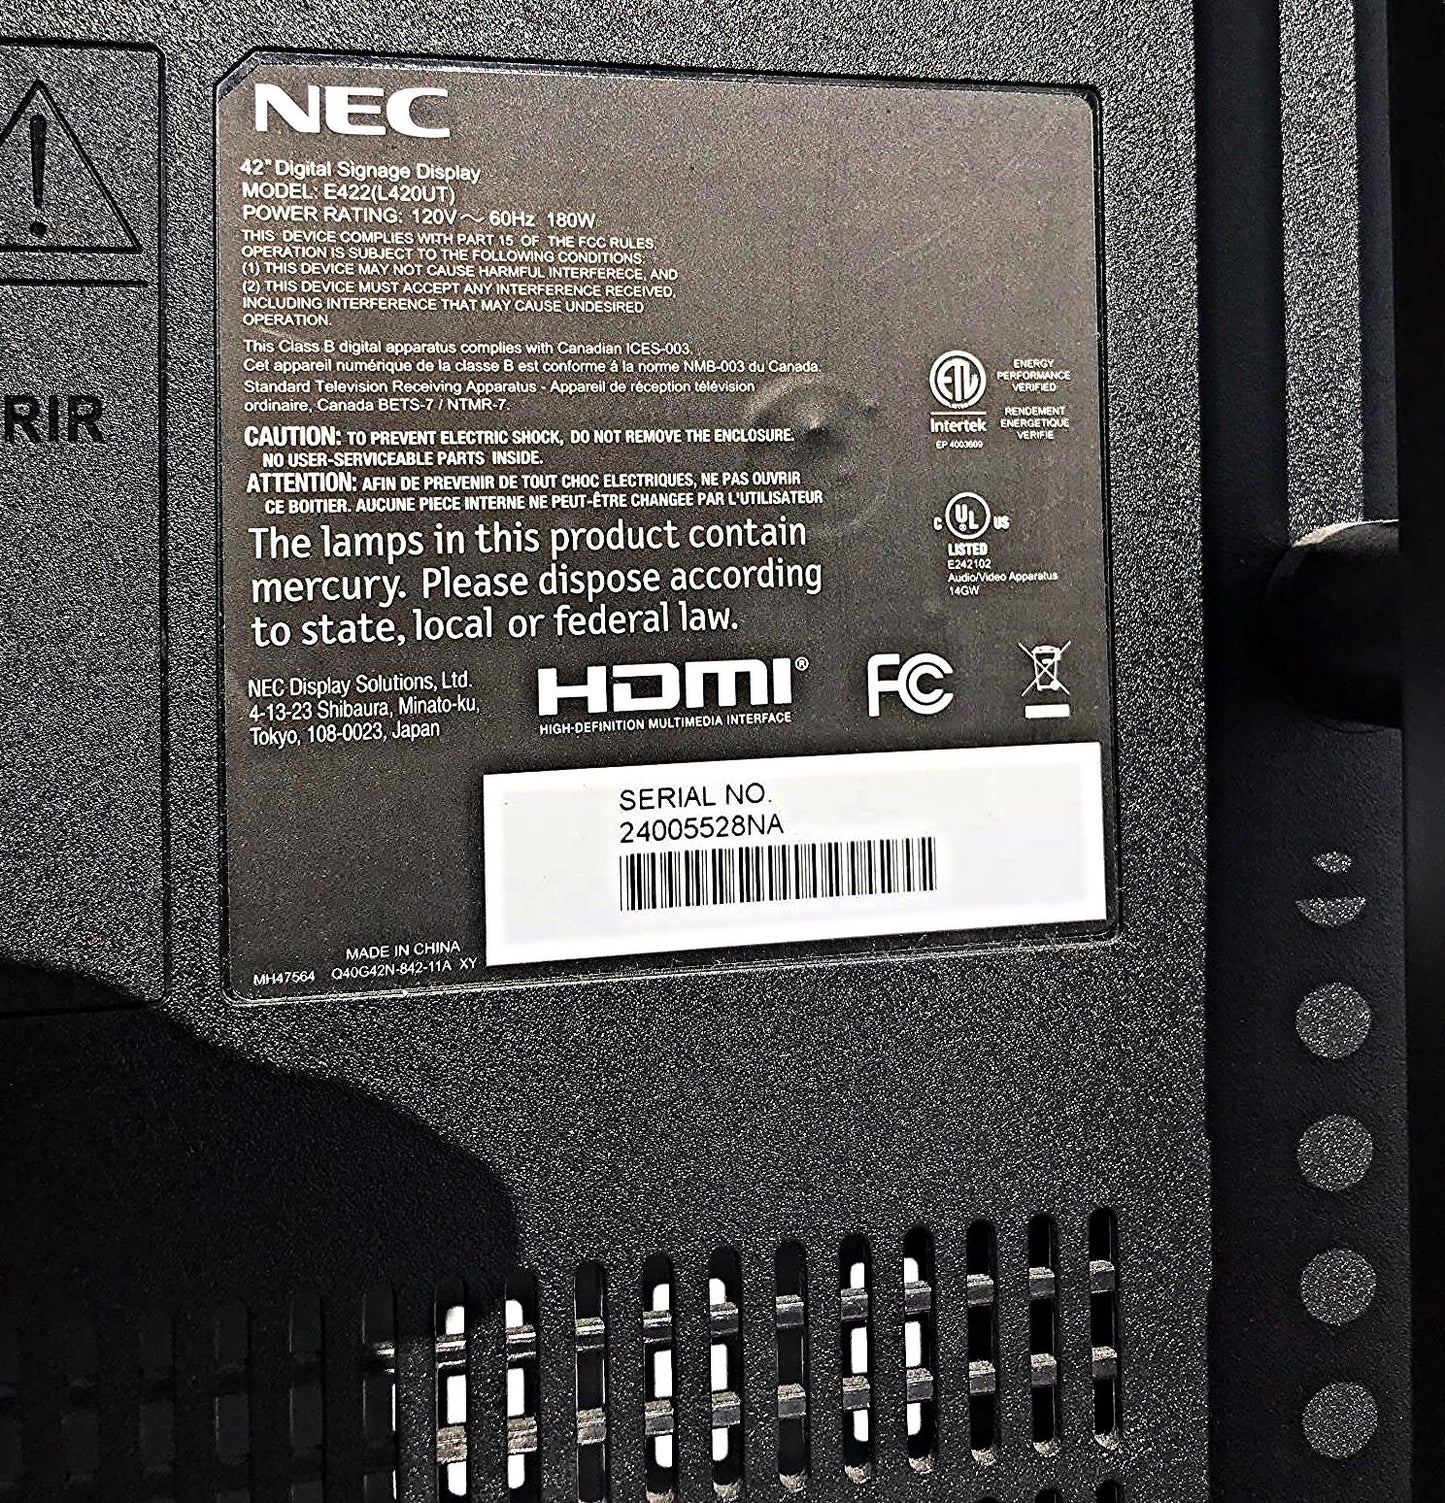 RIR
NEC
42" Digital Signage Display
MODEL: E422(L420UT)
POWER RATING: 120V～ 60Hz 180W
THIS DEVICE COMPLIES WITH PART 15 OF THE FCC RULES.
OPERATION IS SUBJECT TO THE FOLLOWING CONDITIONS:
(1) THIS DEVICE MAY NOT CAUSE HARMFUL INTERFERECE, AND
(2) THIS DEVICE MUST ACCEPT ANY INTERFERENCE RECEIVED,
INCLUDING INTERFERENCE THAT MAY CAUSE UNDESIRED
OPERATION.
This Class B digital apparatus complies with Canadian ICES-003.
Cet appareil numérique de la classe B est conforme à la norme NMB-003 du Canada.
Standard Television Receiving Apparatus - Appareil de réception télévision
ordinaire, Canada BETS-7 / NTMR-7.
CAUTION: TO PREVENT ELECTRIC SHOCK, DO NOT REMOVE THE ENCLOSURE.
NO USER-SERVICEABLE PARTS INSIDE.
ATTENTION: AFIN DE PREVENIR DE TOUT CHOC ELECTRIQUES, NE PAS OUVRIR
CE BOITIER. AUCUNE PIECE INTERNE NE PEUT-ÊTRE CHANGEE PAR L'UTILISATEUR
The lamps in this product contain
mercury. Please dispose according
to state, local or federal law.
ETL
Intertek
EP 4003609
ENERGY
PERFORMANCE
VERIFIED
RENDEMENT
ENERGETIQUE
VERIFIE
C UL US
LISTED
E242102
Audio/Video Apparatus
14GW
NEC Display Solutions, Ltd.
4-13-23 Shibaura, Minato-ku,
Tokyo, 108-0023, Japan
HDMI®
HIGH-DEFINITION MULTIMEDIA INTERFACE
FC
SERIAL NO.
24005528NA
MADE IN CHINA
MH47564 Q40G42N-842-11A XY